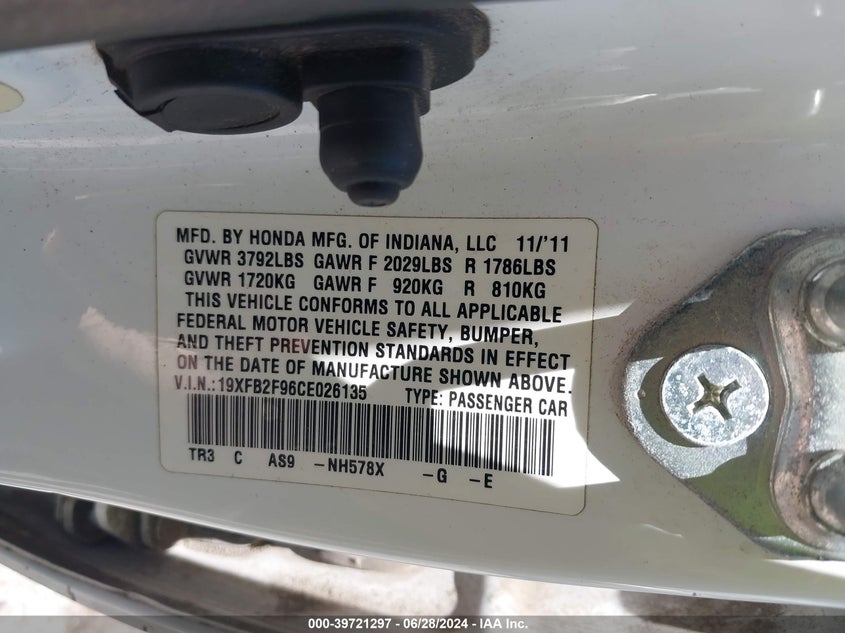 MFD. BY HONDA MFG. OF INDIANA, LLC 11/'11
GVWR 3792LBS GAWR F 2029LBS R 1786LBS
GVWR 1720KG GAWR F 920KG R 810KG
THIS VEHICLE CONFORMS TO ALL APPLICABLE
FEDERAL MOTOR VEHICLE SAFETY, BUMPER,
AND THEFT PREVENTION STANDARDS IN EFFECT
ON THE DATE OF MANUFACTURE SHOWN ABOVE.
V.I.N.:19XFB2F96CE026135 TYPE: PASSENGER CAR
TR3 C AS9 -NH578X -G -E
000-39721297 - 06/28/2024 - IAA Inc.